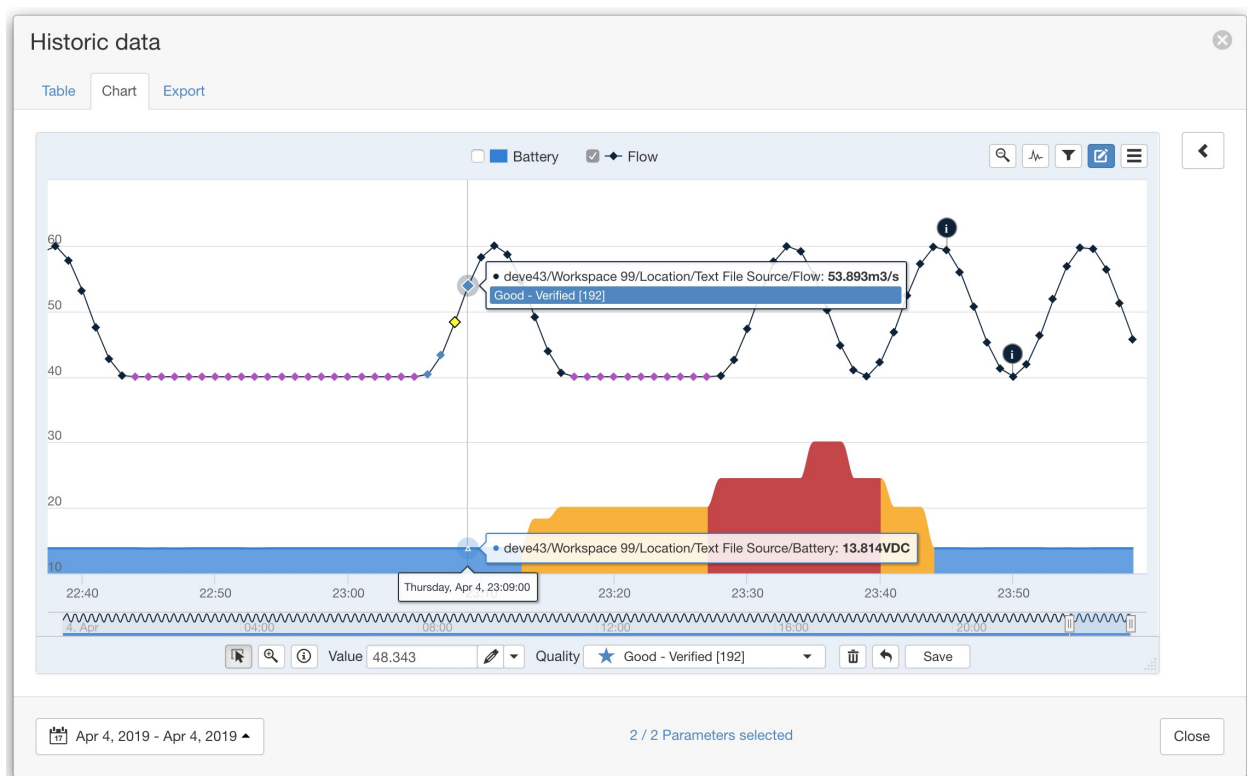 Historic data
Table Chart Export
Battery Flow
60
deve43/Workspace 99/Location/Text File Source/Flow: 53.893m3/s
Good - Verified [192]
50
40
30
20
deve43/Workspace 99/Location/Text File Source/Battery: 13.814VDC
10
Thursday, Apr 4, 23:09:00
22:40 22:50 23:00 23:20 23:30 23:40 23:50
4. Apr 04:00 08:00 12:00 16:00 20:00
Value 48.343 Quality Good - Verified [192] Save
17 Apr 4, 2019 - Apr 4, 2019 2 / 2 Parameters selected Close